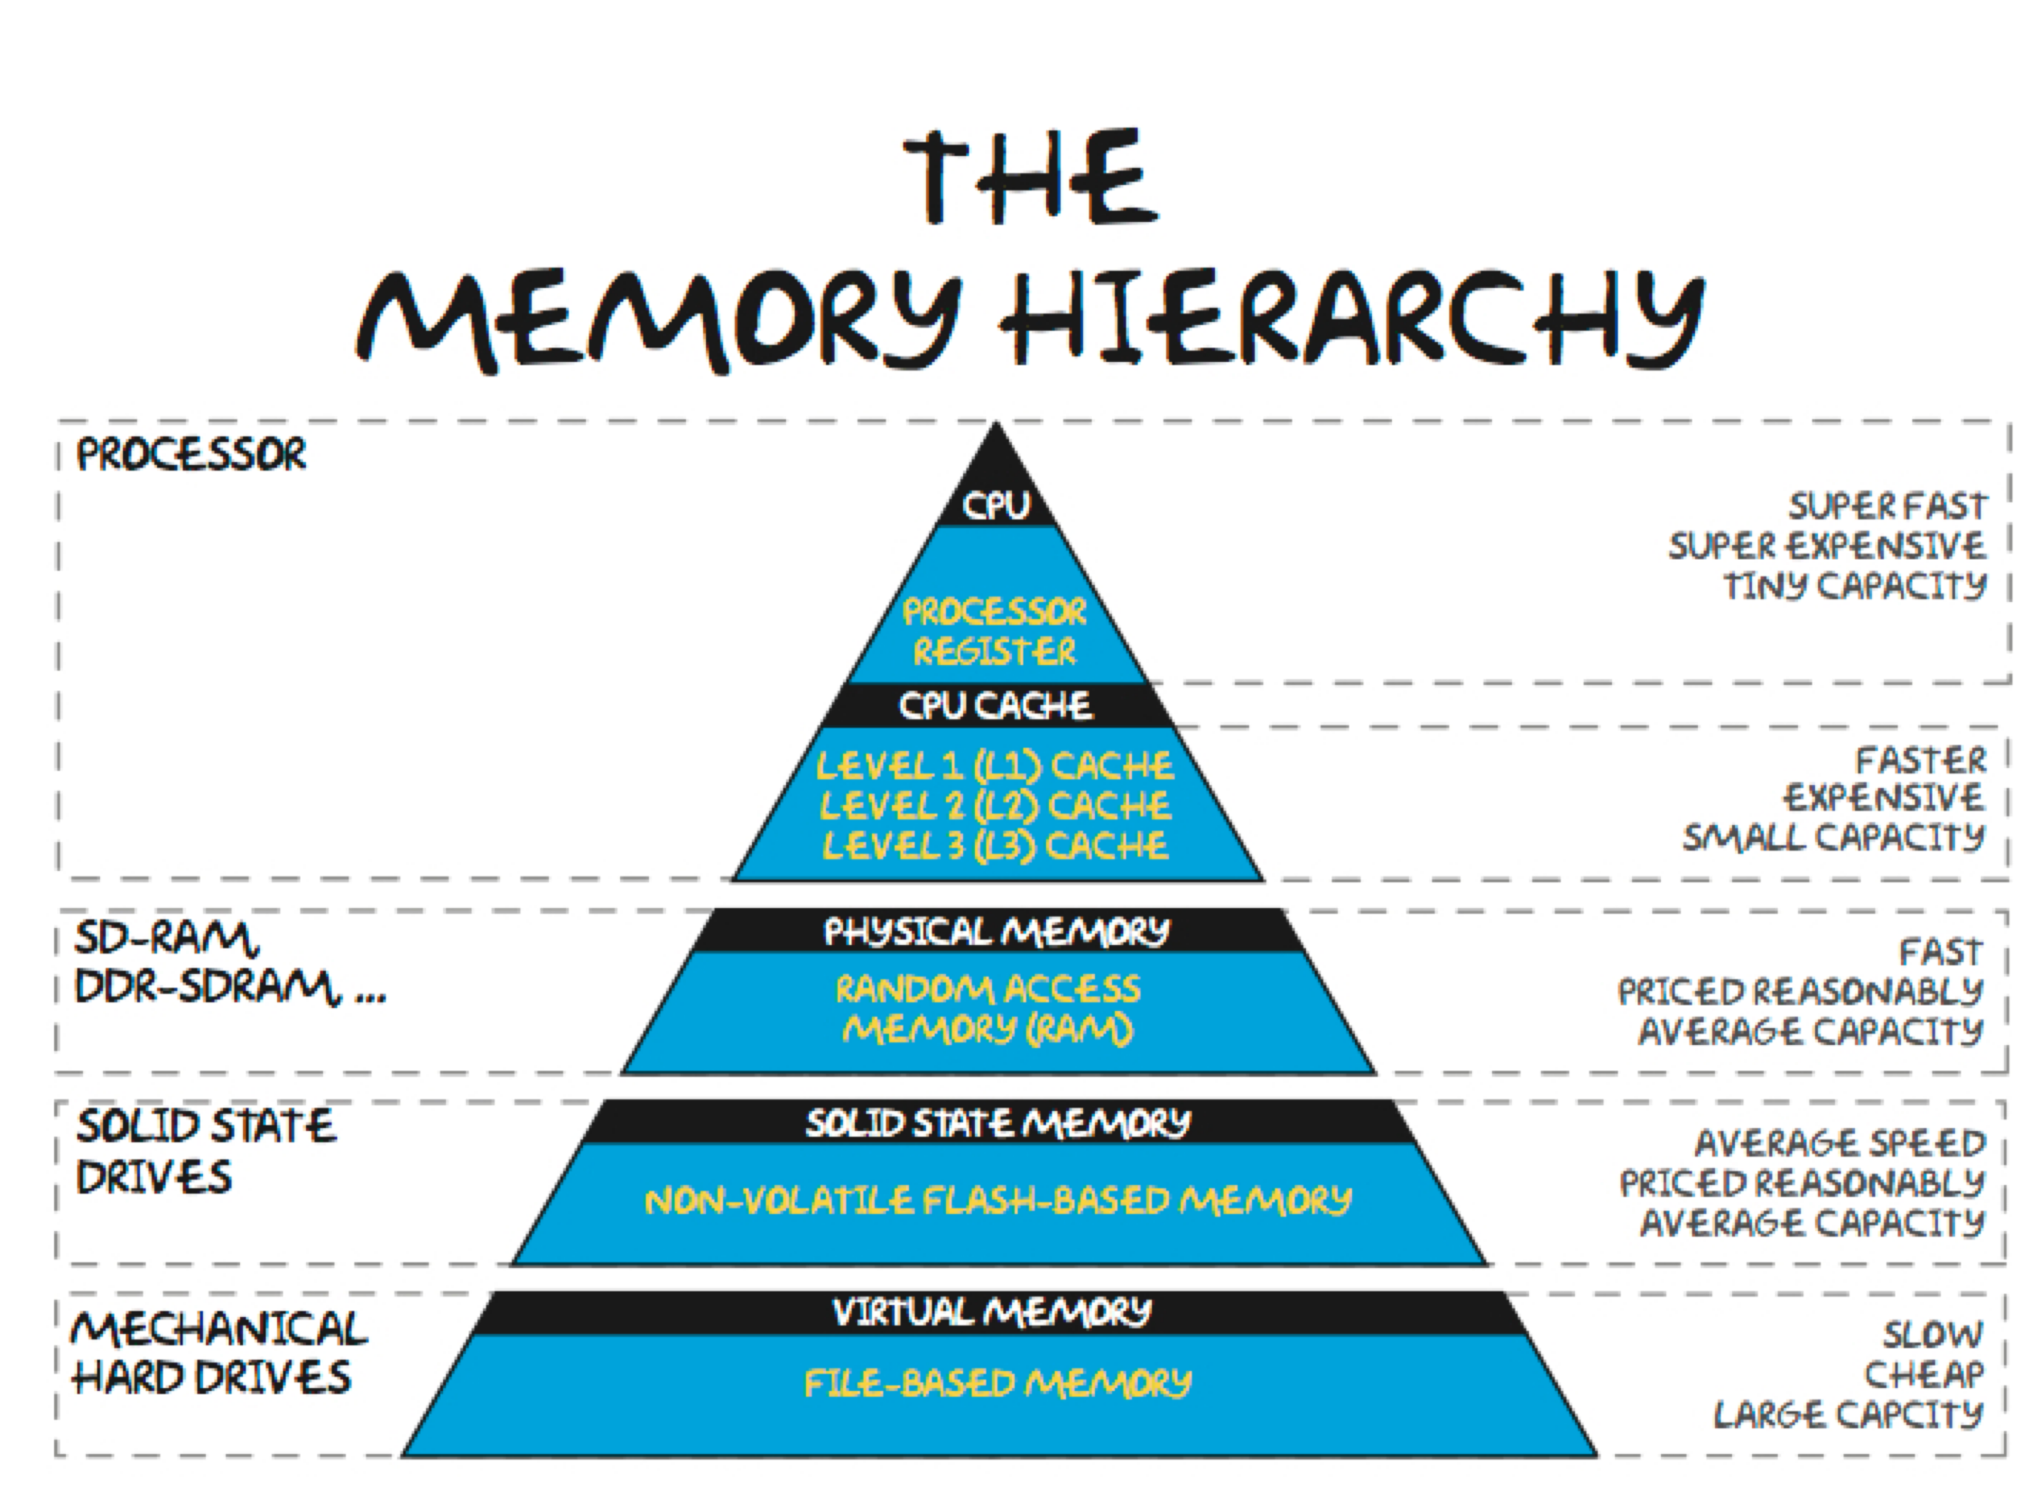 THE
MEMORY HIERARCHY
PROCESSOR
CPU
PROCESSOR
REGISTER
SUPER FAST
SUPER EXPENSIVE
TINY CAPACITY
CPU CACHE
LEVEL 1 (L1) CACHE
LEVEL 2 (L2) CACHE
LEVEL 3 (L3) CACHE
FASTER
EXPENSIVE
SMALL CAPACITY
SD-RAM,
DDR-SDRAM, ...
PHYSICAL MEMORY
RANDOM ACCESS
MEMORY (RAM)
FAST
PRICED REASONABLY
AVERAGE CAPACITY
SOLID STATE
DRIVES
SOLID STATE MEMORY
NON-VOLATILE FLASH-BASED MEMORY
AVERAGE SPEED
PRICED REASONABLY
AVERAGE CAPACITY
MECHANICAL
HARD DRIVES
VIRTUAL MEMORY
FILE-BASED MEMORY
SLOW
CHEAP
LARGE CAPCITY